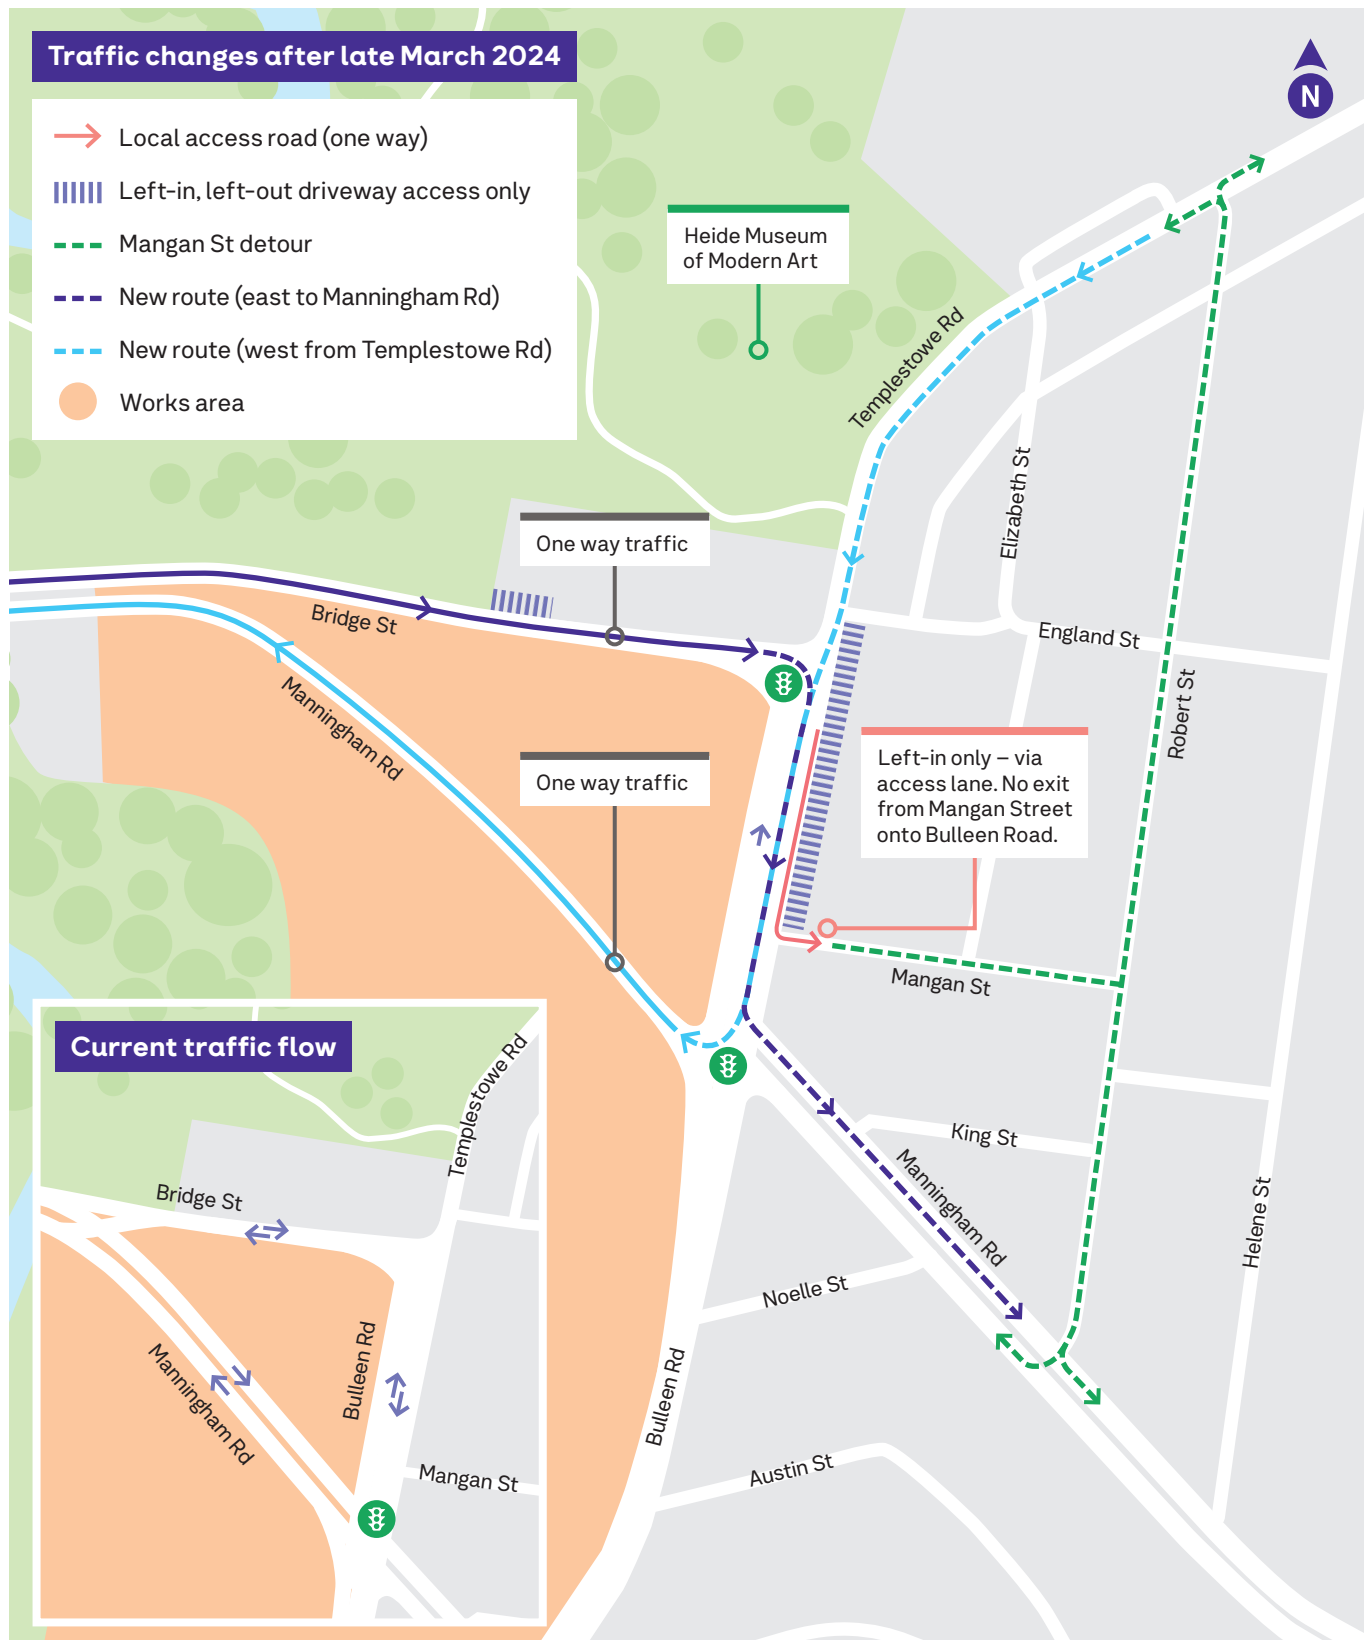 Traffic changes after late March 2024
Local access road (one way)
Left-in, left-out driveway access only
Mangan St detour
New route (east to Manningham Rd)
New route (west from Templestowe Rd)
Works area
N
Heide Museum
of Modern Art
Templestowe Rd
Elizabeth St
One way traffic
Bridge St
England St
Robert St
Manningham Rd
One way traffic
Left-in only – via
access lane. No exit
from Mangan Street
onto Bulleen Road.
Mangan St
King St
Manningham Rd
Helene St
Noelle St
Bulleen Rd
Austin St
Current traffic flow
Templestowe Rd
Bridge St
Bulleen Rd
Manningham Rd
Mangan St